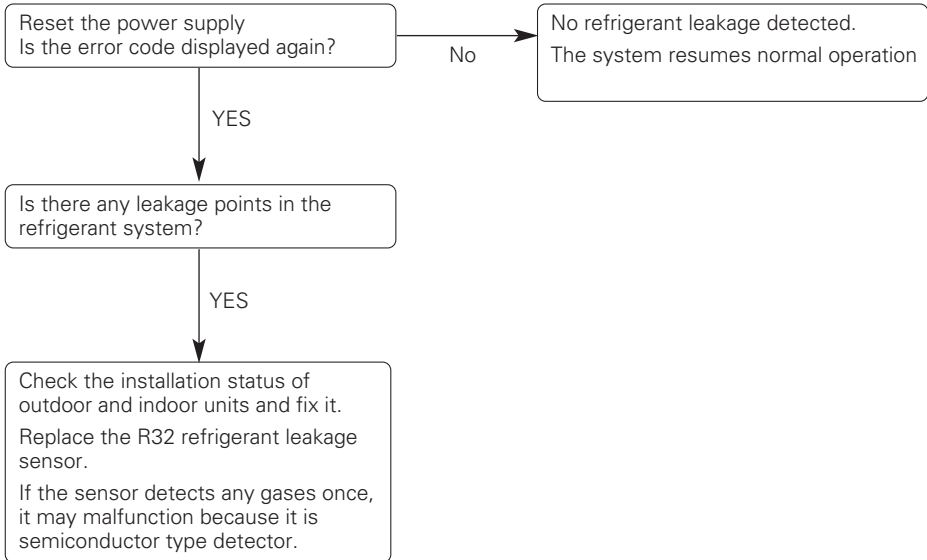 Reset the power supply
Is the error code displayed again?
No
No refrigerant leakage detected.
The system resumes normal operation
YES
Is there any leakage points in the
refrigerant system?
YES
Check the installation status of
outdoor and indoor units and fix it.
Replace the R32 refrigerant leakage
sensor.
If the sensor detects any gases once,
it may malfunction because it is
semiconductor type detector.